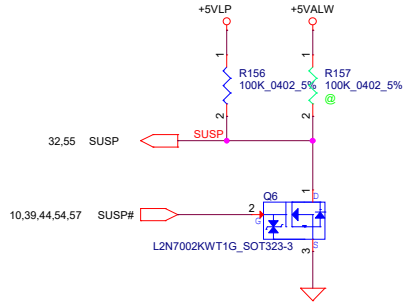 +5VLP +5VALW
1 1
R156 R157
100K_0402_5% 100K_0402_5%
@
2 2
32,55 SUSP SUSP
1
Q6 D
10,39,44,54,57 SUSP# 2
G
S
L2N7002KWT1G_SOT323-3 3